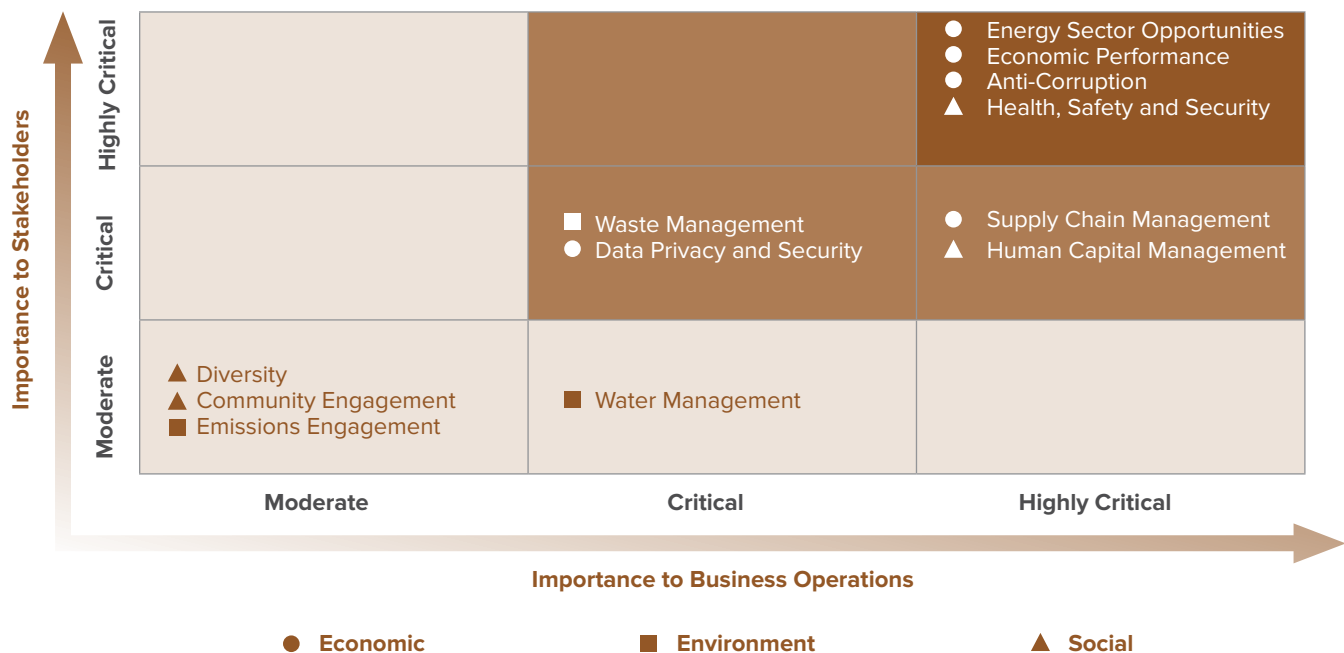 Importance to Stakeholders
Highly Critical
Critical
Moderate
Energy Sector Opportunities
Economic Performance
Anti-Corruption
Health, Safety and Security
Waste Management
Data Privacy and Security
Supply Chain Management
Human Capital Management
Diversity
Community Engagement
Emissions Engagement
Water Management
Moderate
Critical
Highly Critical
Importance to Business Operations
Economic
Environment
Social